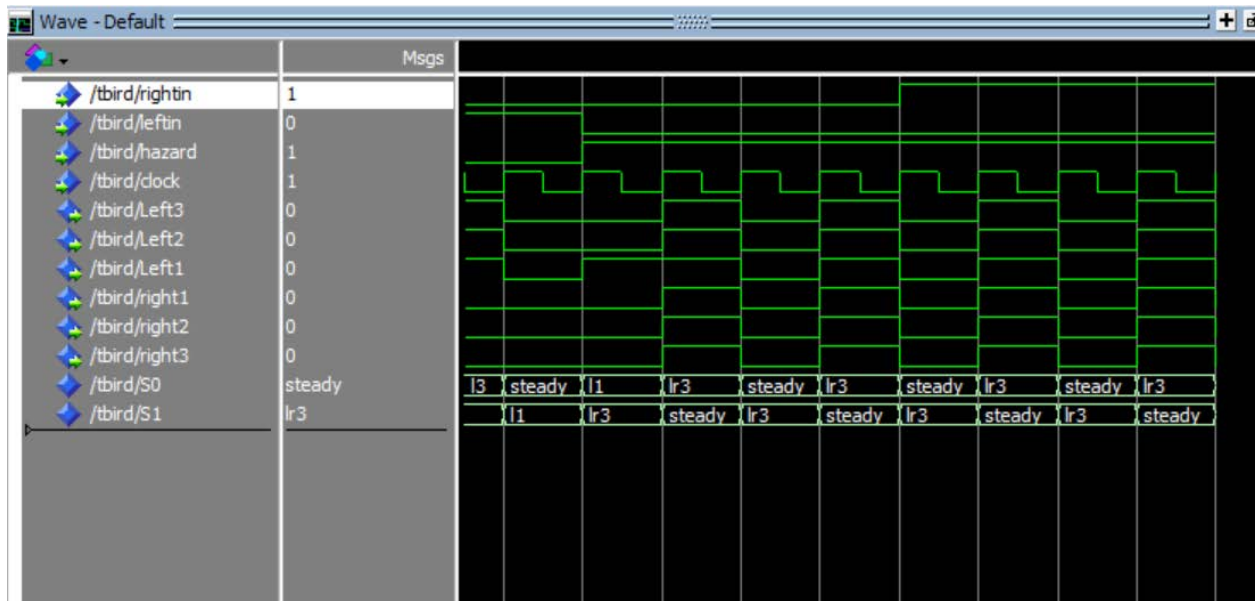 Wave - Default
Msgs
/tbird/rightin 1
/tbird/leftin 0
/tbird/hazard 1
/tbird/clock 1
/tbird/Left3 0
/tbird/Left2 0
/tbird/Left1 0
/tbird/right1 0
/tbird/right2 0
/tbird/right3 0
/tbird/S0 steady l3 steady l1 lr3 steady lr3 steady lr3 steady lr3
/tbird/S1 lr3 l1 lr3 steady lr3 steady lr3 steady lr3 steady